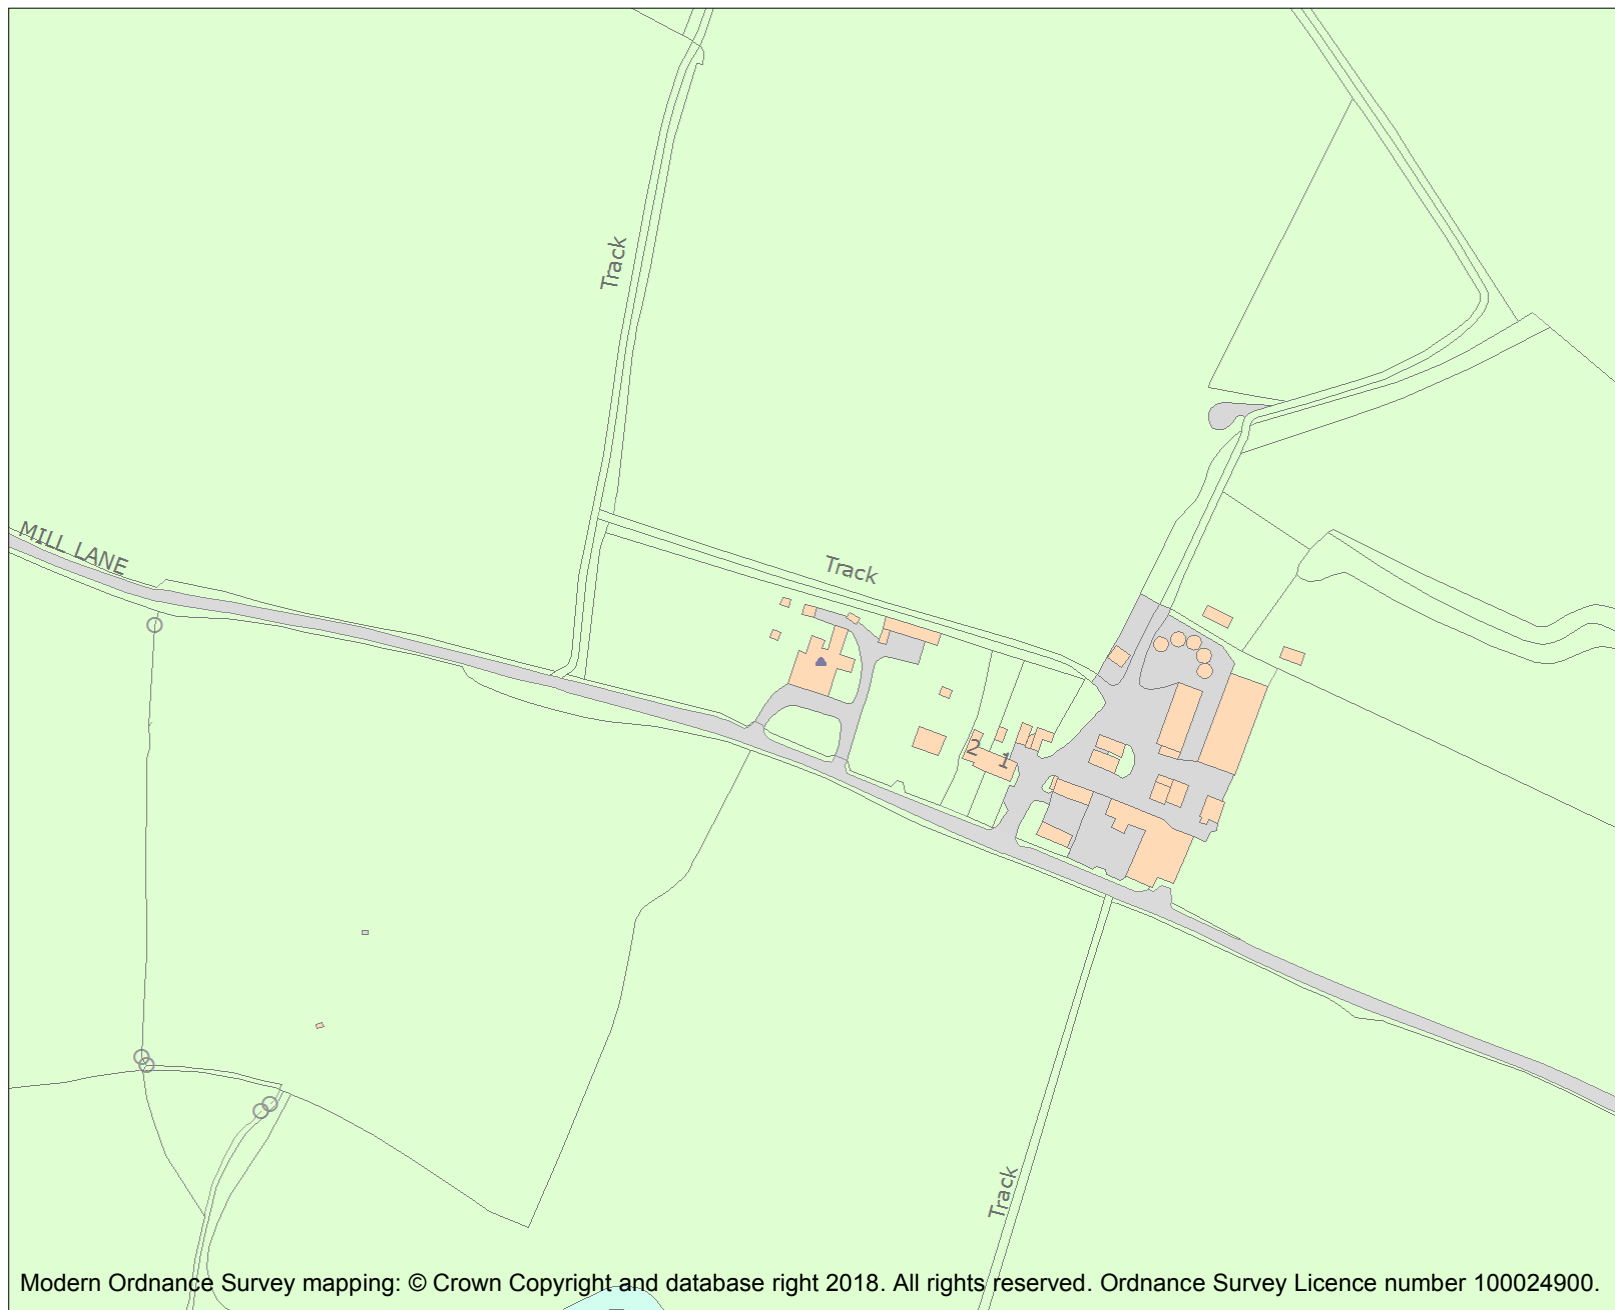 Track
MILL LANE
Track
2
1
Track
Modern Ordnance Survey mapping: © Crown Copyright and database right 2018. All rights reserved. Ordnance Survey Licence number 100024900.